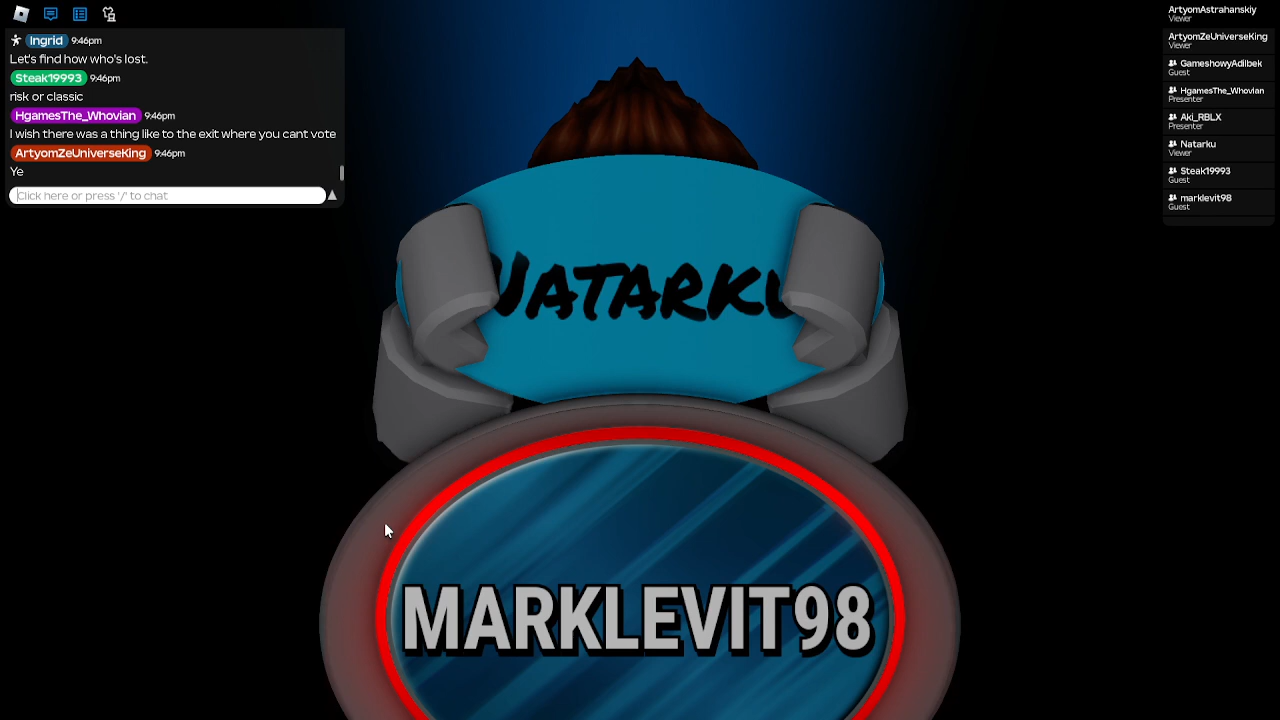 Ingrid 9:46pm
Let's find how who's lost.
Steak19993 9:46pm
risk or classic
HgamesThe_Whovian 9:46pm
I wish there was a thing like to the exit where you cant vote
ArtyomZeUniverseKing 9:46pm
Ye
Click here or press '/' to chat
ArtyomAstrahanskiy
Viewer
ArtyomZeUniverseKing
Viewer
GameshowyAdilbek
Guest
HgamesThe_Whovian
Presenter
Aki_RBLX
Presenter
Natarku
Viewer
Steak19993
Guest
marklevit98
Guest
NATARKU
MARKLEVIT98